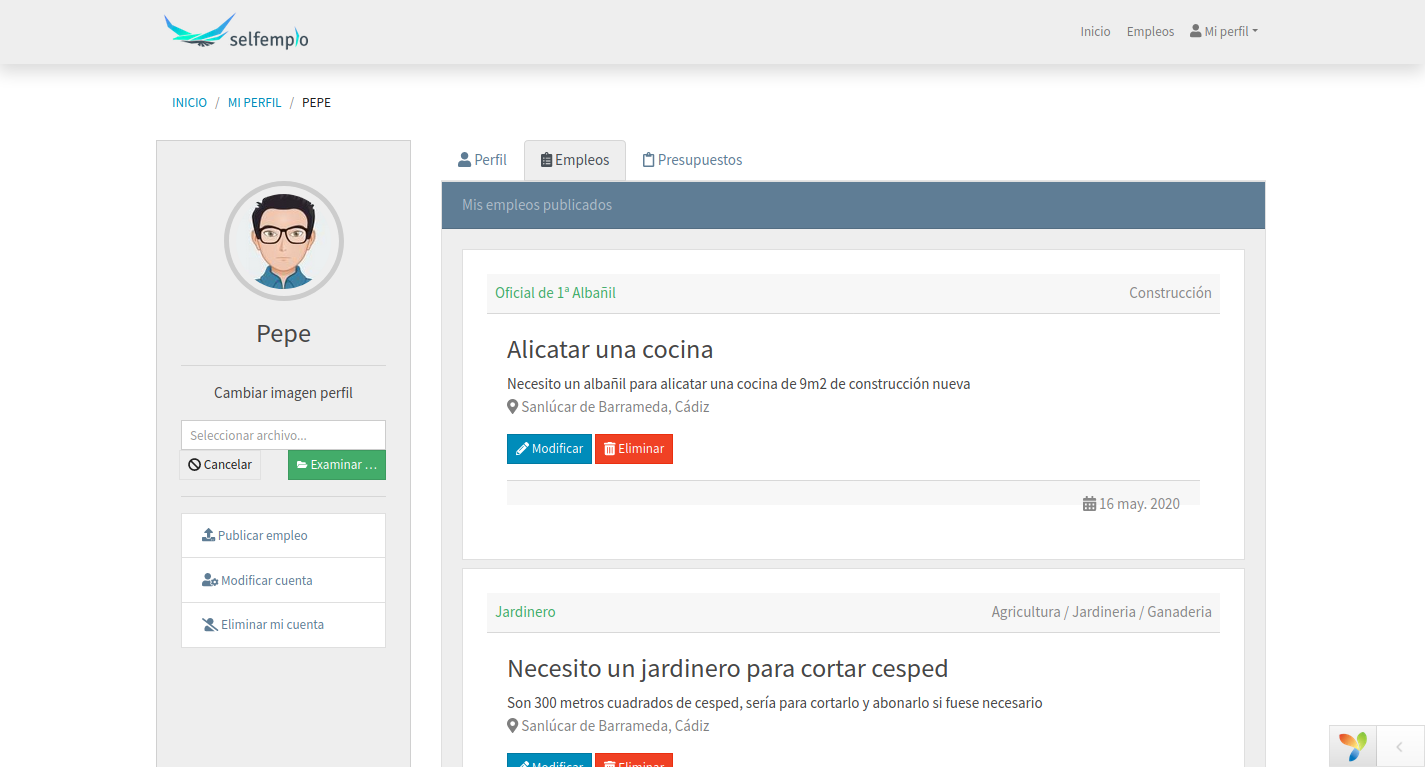 selfemplo
Inicio
Empleos
Mi perfil
INICIO / MI PERFIL / PEPE
Pepe
Cambiar imagen perfil
Seleccionar archivo...
Cancelar
Examinar …
Publicar empleo
Modificar cuenta
Eliminar mi cuenta
Perfil
Empleos
Presupuestos
Mis empleos publicados
Oficial de 1ª Albañil
Construcción
Alicatar una cocina
Necesito un albañil para alicatar una cocina de 9m2 de construcción nueva
Sanlúcar de Barrameda, Cádiz
Modificar
Eliminar
16 may. 2020
Jardinero
Agricultura / Jardineria / Ganaderia
Necesito un jardinero para cortar cesped
Son 300 metros cuadrados de cesped, sería para cortarlo y abonarlo si fuese necesario
Sanlúcar de Barrameda, Cádiz
Modificar
Eliminar